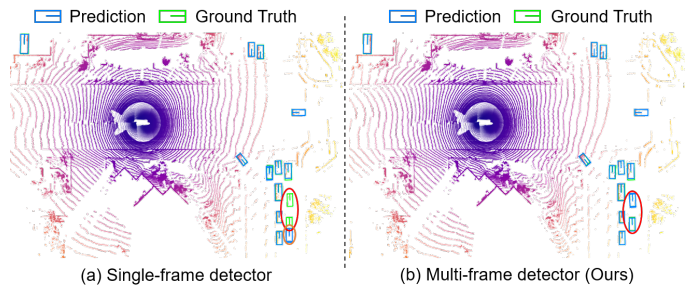 Prediction Ground Truth Prediction Ground Truth
(a) Single-frame detector (b) Multi-frame detector (Ours)